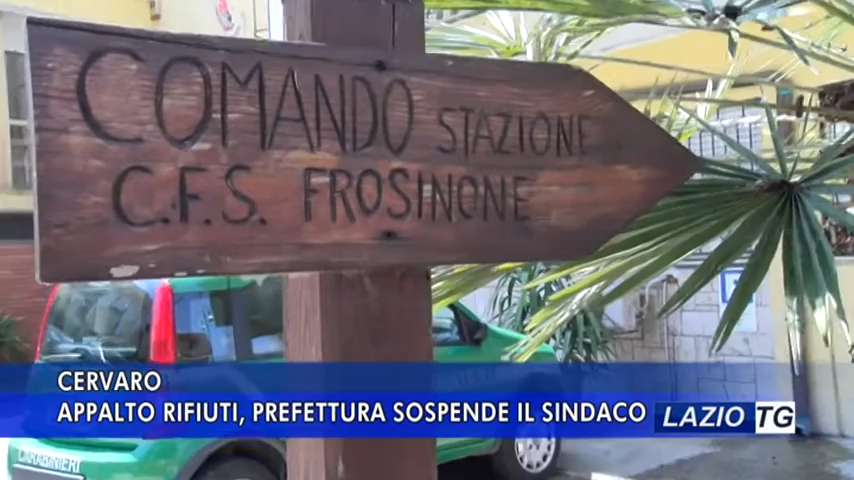 COMANDO STAZIONE
C.F.S. FROSINONE
CARABINIERI
CERVARO
APPALTO RIFIUTI, PREFETTURA SOSPENDE IL SINDACO
LAZIO TG